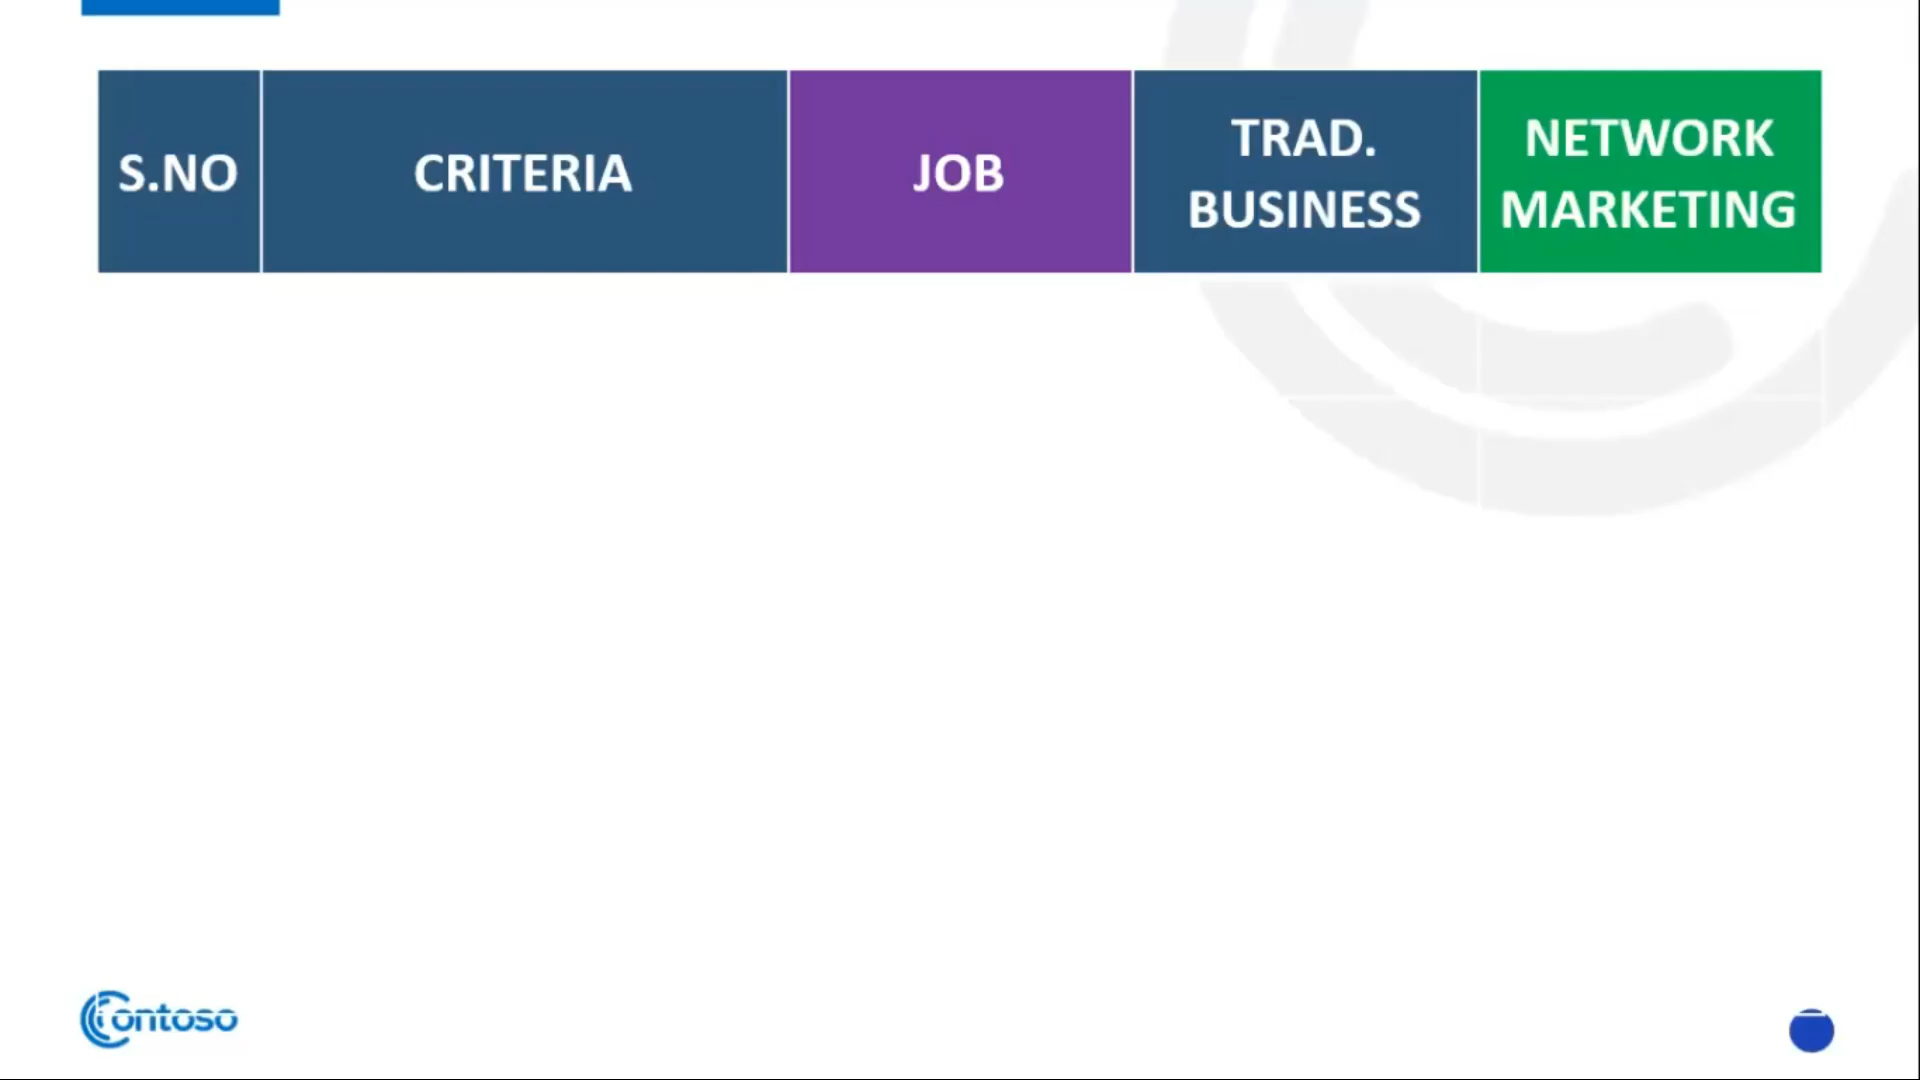 S.NO
CRITERIA
JOB
TRAD.
BUSINESS
NETWORK
MARKETING
Contoso